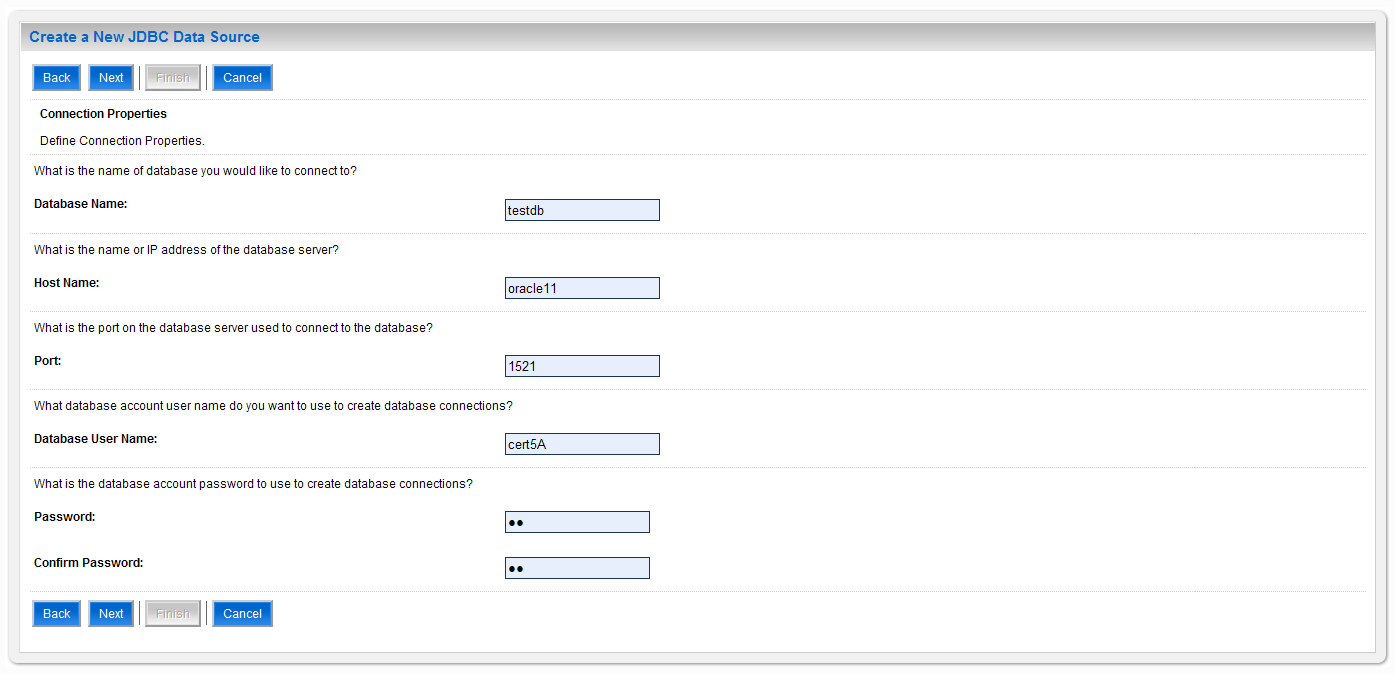 Create a New JDBC Data Source
Back Next Finish Cancel
Connection Properties
Define Connection Properties.
What is the name of database you would like to connect to?
Database Name: testdb
What is the name or IP address of the database server?
Host Name: oracle11
What is the port on the database server used to connect to the database?
Port: 1521
What database account user name do you want to use to create database connections?
Database User Name: cert5A
What is the database account password to use to create database connections?
Password: ●●
Confirm Password: ●●
Back Next Finish Cancel